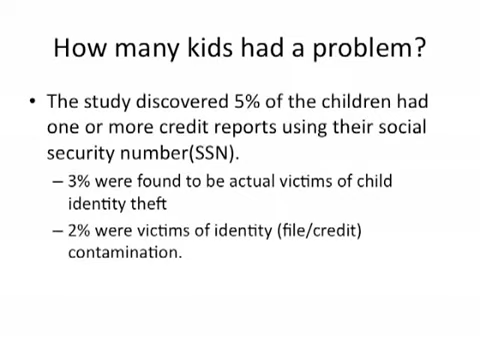 How many kids had a problem?
• The study discovered 5% of the children had
one or more credit reports using their social
security number(SSN).
– 3% were found to be actual victims of child
identity theft
– 2% were victims of identity (file/credit)
contamination.